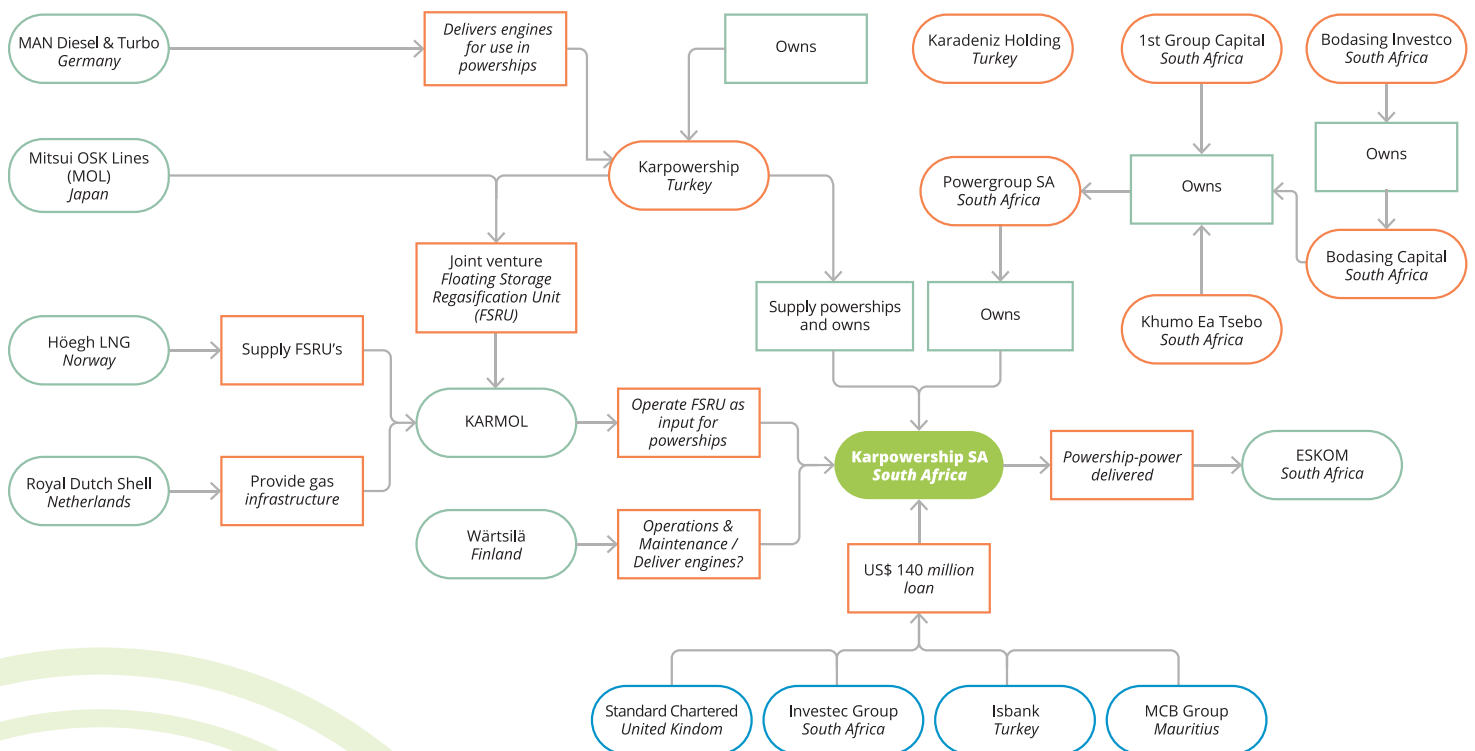 MAN Diesel & Turbo
Germany
Delivers engines
for use in
powerships
Owns
Karadeniz Holding
Turkey
1st Group Capital
South Africa
Bodasing Investco
South Africa
Mitsui OSK Lines
(MOL)
Japan
Karpowership
Turkey
Powergroup SA
South Africa
Owns
Owns
Bodasing Capital
South Africa
Joint venture
Floating Storage
Regasification Unit
(FSRU)
Supply powerships
and owns
Owns
Khumo Ea Tsebo
South Africa
Höegh LNG
Norway
Supply FSRU's
KARMOL
Operate FSRU as
input for
powerships
Karpowership SA
South Africa
Powership-power
delivered
ESKOM
South Africa
Royal Dutch Shell
Netherlands
Provide gas
infrastructure
Wärtsilä
Finland
Operations &
Maintenance /
Deliver engines?
US$ 140 million
loan
Standard Chartered
United Kindom
Investec Group
South Africa
Isbank
Turkey
MCB Group
Mauritius